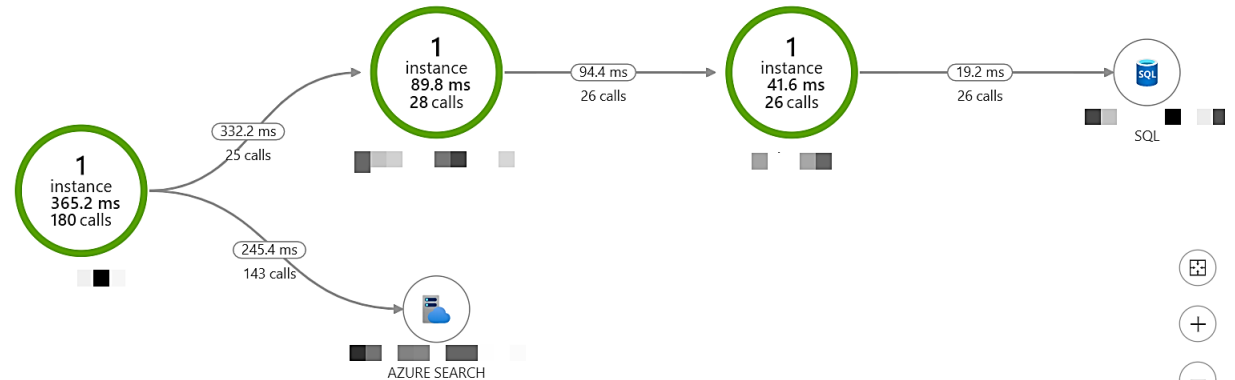 1
instance
365.2 ms
180 calls
332.2 ms
25 calls
245.4 ms
143 calls
1
instance
89.8 ms
28 calls
94.4 ms
26 calls
1
instance
41.6 ms
26 calls
19.2 ms
26 calls
SQL
SQL
AZURE SEARCH